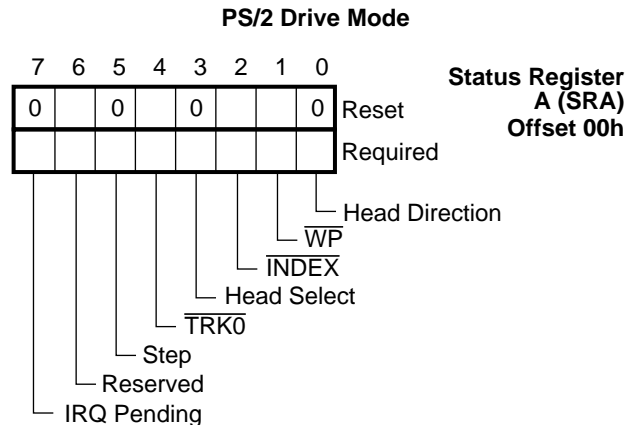 PS/2 Drive Mode
7 6 5 4 3 2 1 0
Status Register
A (SRA)
Offset 00h
0 0 0 0 Reset
Required
Head Direction
WP
INDEX
Head Select
TRK0
Step
Reserved
IRQ Pending